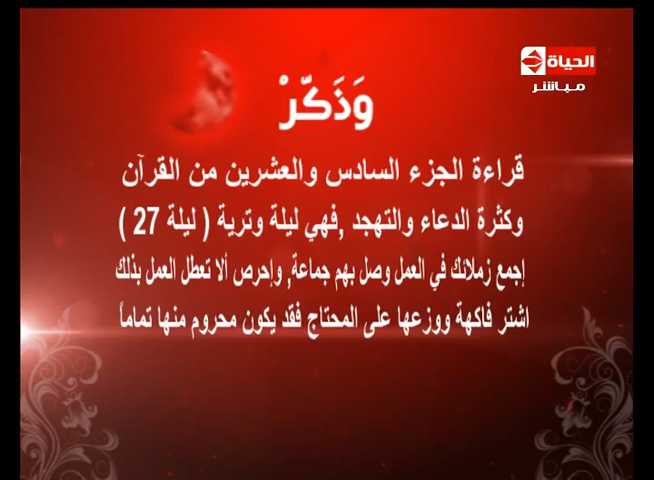 الحياة
مباشر
وَذَكّرْ
قراءة الجزء السادس والعشرين من القرآن
وكثرة الدعاء والتهجد ,فهي ليلة وترية ( ليلة 27 )
إجمع زملائك في العمل وصل بهم جماعة, وإحرص ألا تعطل العمل بذلك
اشتر فاكهة ووزعها على المحتاج فقد يكون محروم منها تماماً